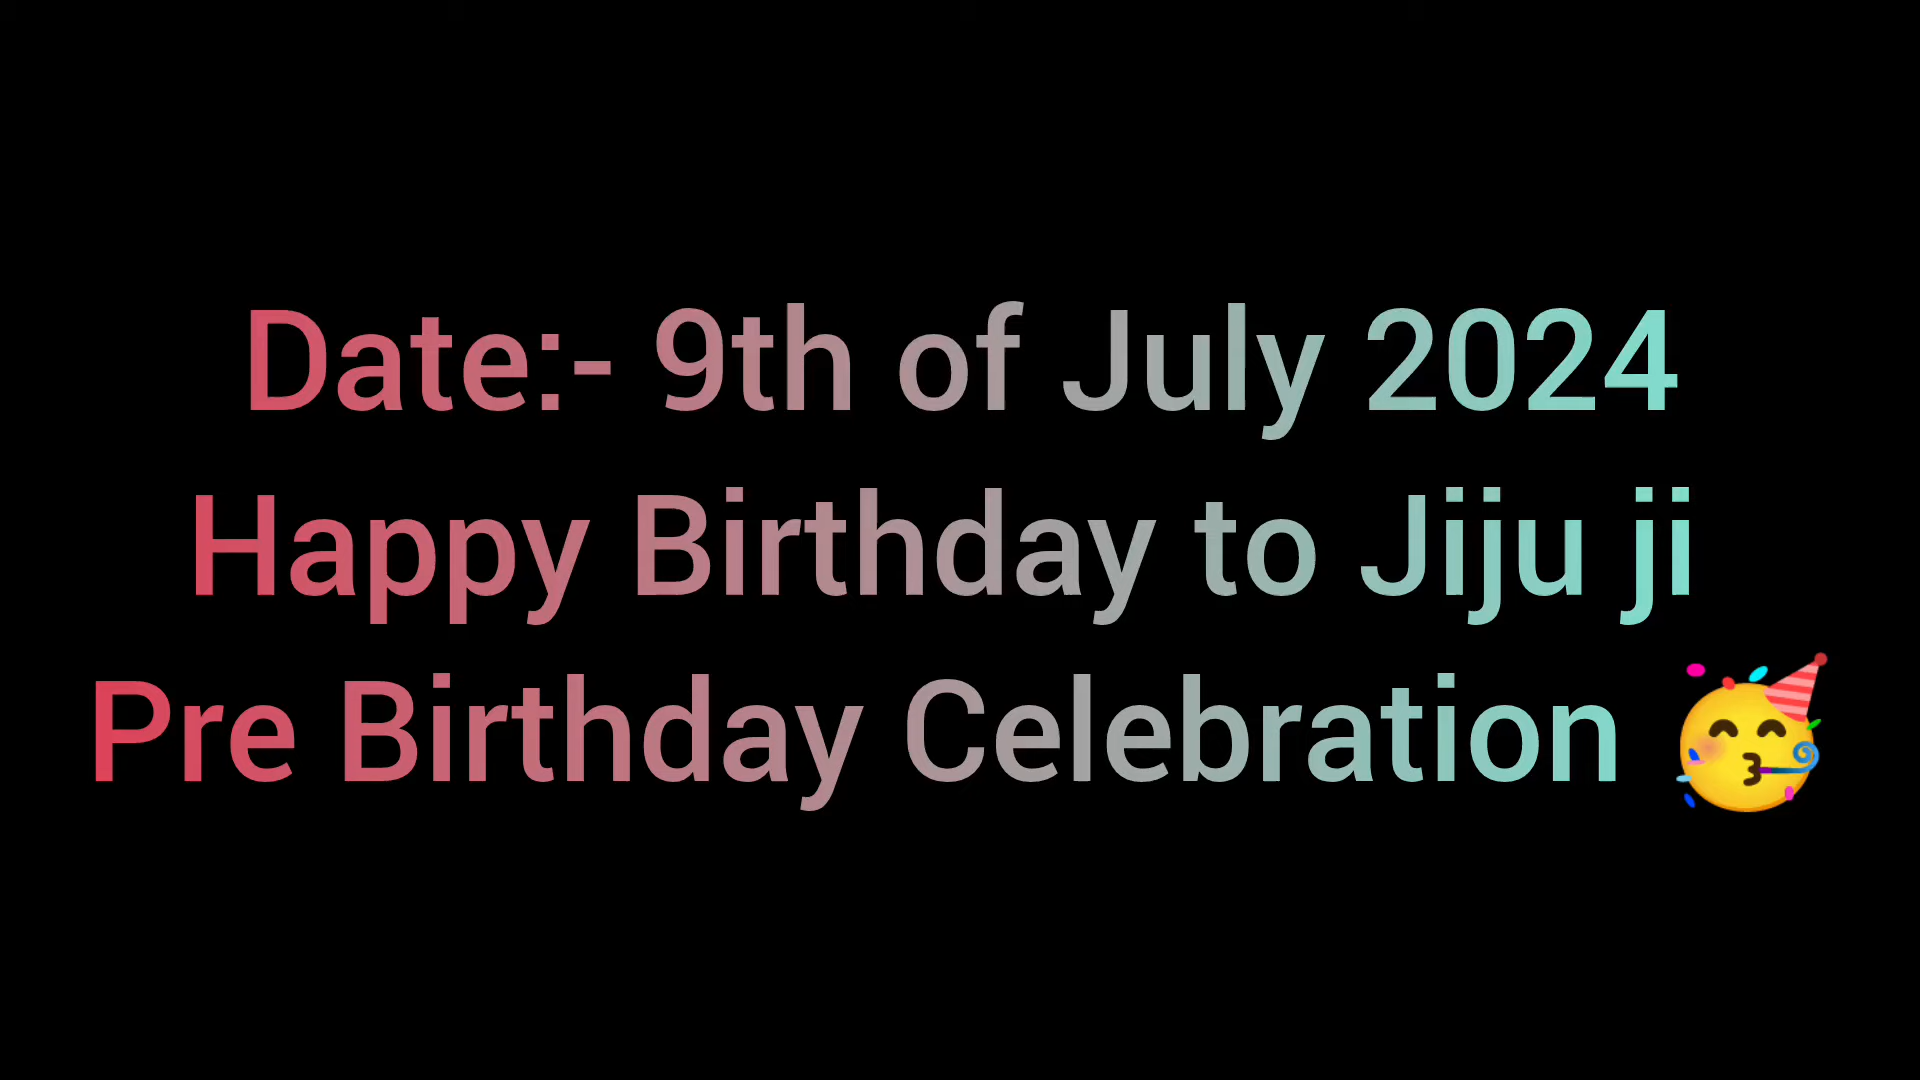 Date:- 9th of July 2024
Happy Birthday to Jiju ji
Pre Birthday Celebration 🥳